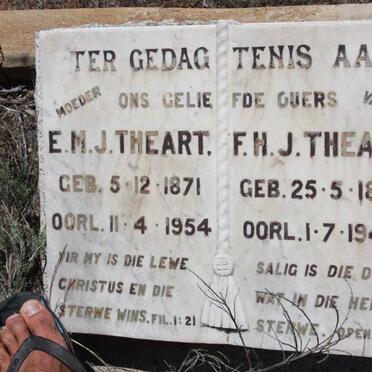 TER GEDAG TENIS AA
MOEDER ONS GELIE FDE OUERS
E.M.J. THEART. F.H.J. THEA
GEB. 5·12·1871 GEB. 25·5·18
OORL. 11·4·1954 OORL. 1·7·194
VIR MY IS DIE LEWE SALIG IS DIE D
CHRISTUS EN DIE WAT IN DIE HE
STERWE WINS. FIL. 1:21 STERWE. OPEN